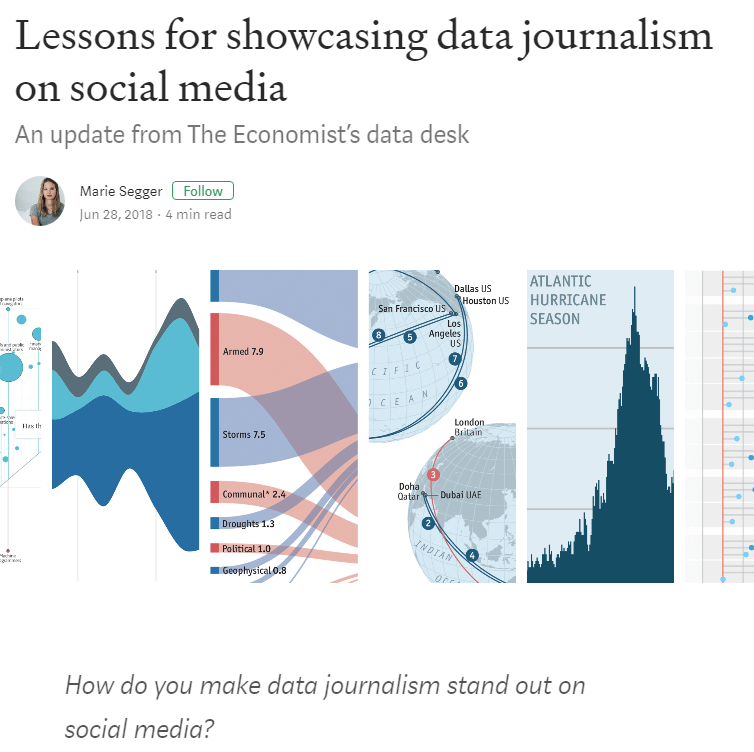 Lessons for showcasing data journalism
on social media
An update from The Economist's data desk
Marie Segger Follow
Jun 28, 2018 · 4 min read
Has th
Armed 7.9
Storms 7.5
Communal* 2.4
Droughts 1.3
Political 1.0
Geophysical 0.8
Dallas US
Houston US
San Francisco US
Los
Angeles
US
8
5
7
6
CIFIC
OCEAN
London
Britain
3
Doha
Qatar
Dubai UAE
2
4
INDIAN
OCE
ATLANTIC
HURRICANE
SEASON
How do you make data journalism stand out on
social media?